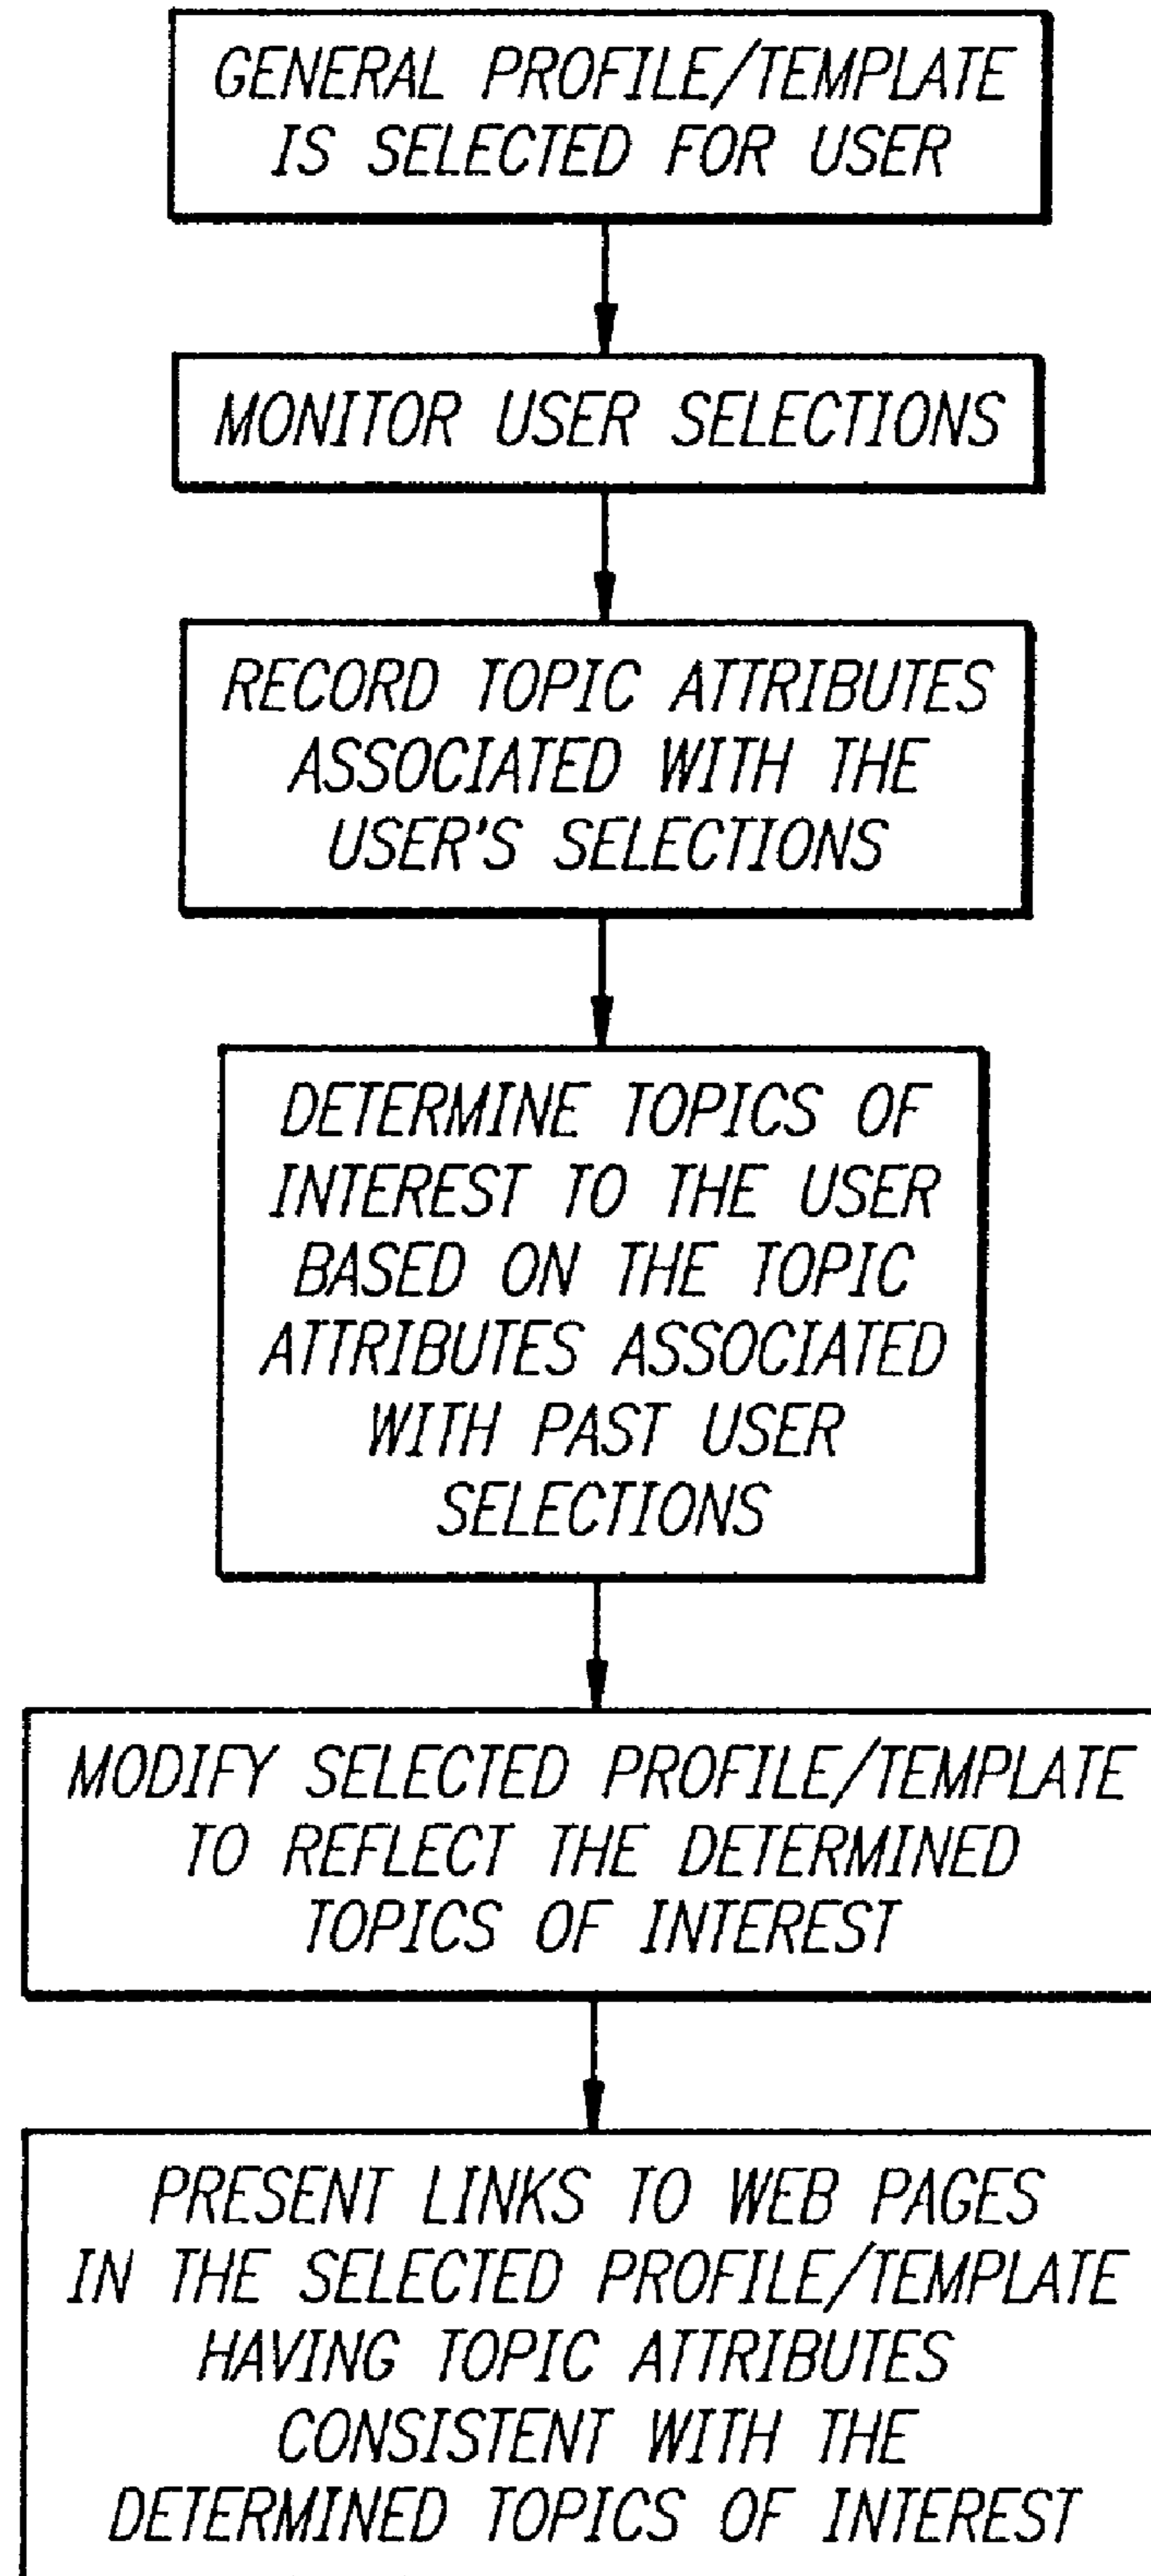 GENERAL PROFILE/TEMPLATE
IS SELECTED FOR USER
MONITOR USER SELECTIONS
RECORD TOPIC ATTRIBUTES
ASSOCIATED WITH THE
USER'S SELECTIONS
DETERMINE TOPICS OF
INTEREST TO THE USER
BASED ON THE TOPIC
ATTRIBUTES ASSOCIATED
WITH PAST USER
SELECTIONS
MODIFY SELECTED PROFILE/TEMPLATE
TO REFLECT THE DETERMINED
TOPICS OF INTEREST
PRESENT LINKS TO WEB PAGES
IN THE SELECTED PROFILE/TEMPLATE
HAVING TOPIC ATTRIBUTES
CONSISTENT WITH THE
DETERMINED TOPICS OF INTEREST